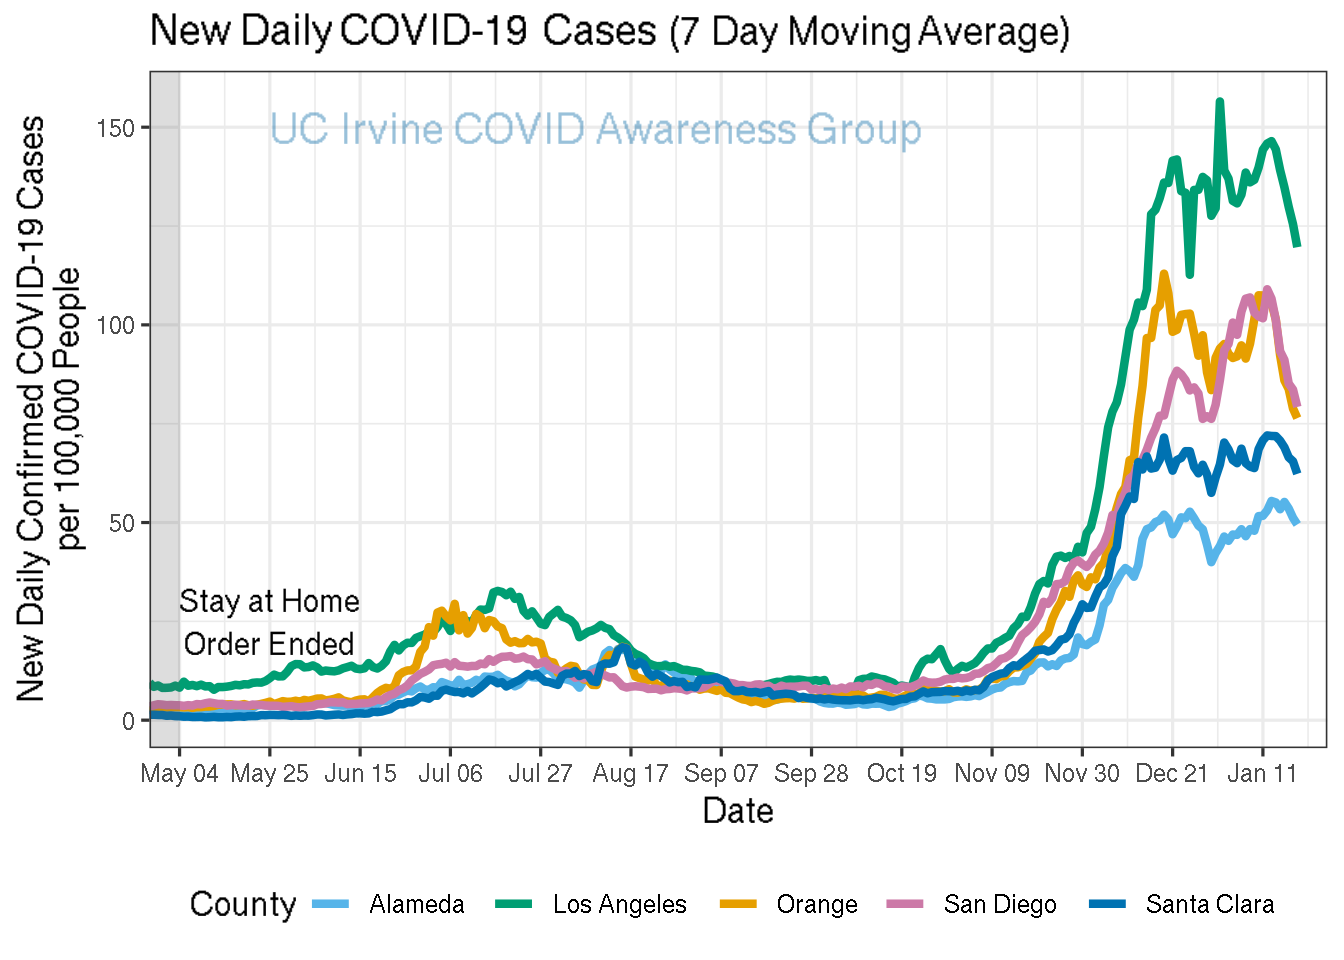 New Daily COVID-19 Cases (7 Day Moving Average)
UC Irvine COVID Awareness Group
New Daily Confirmed COVID-19 Cases
per 100,000 People
150
100
50
0
Stay at Home
Order Ended
May 04 May 25 Jun 15 Jul 06 Jul 27 Aug 17 Sep 07 Sep 28 Oct 19 Nov 09 Nov 30 Dec 21 Jan 11
Date
County Alameda Los Angeles Orange San Diego Santa Clara